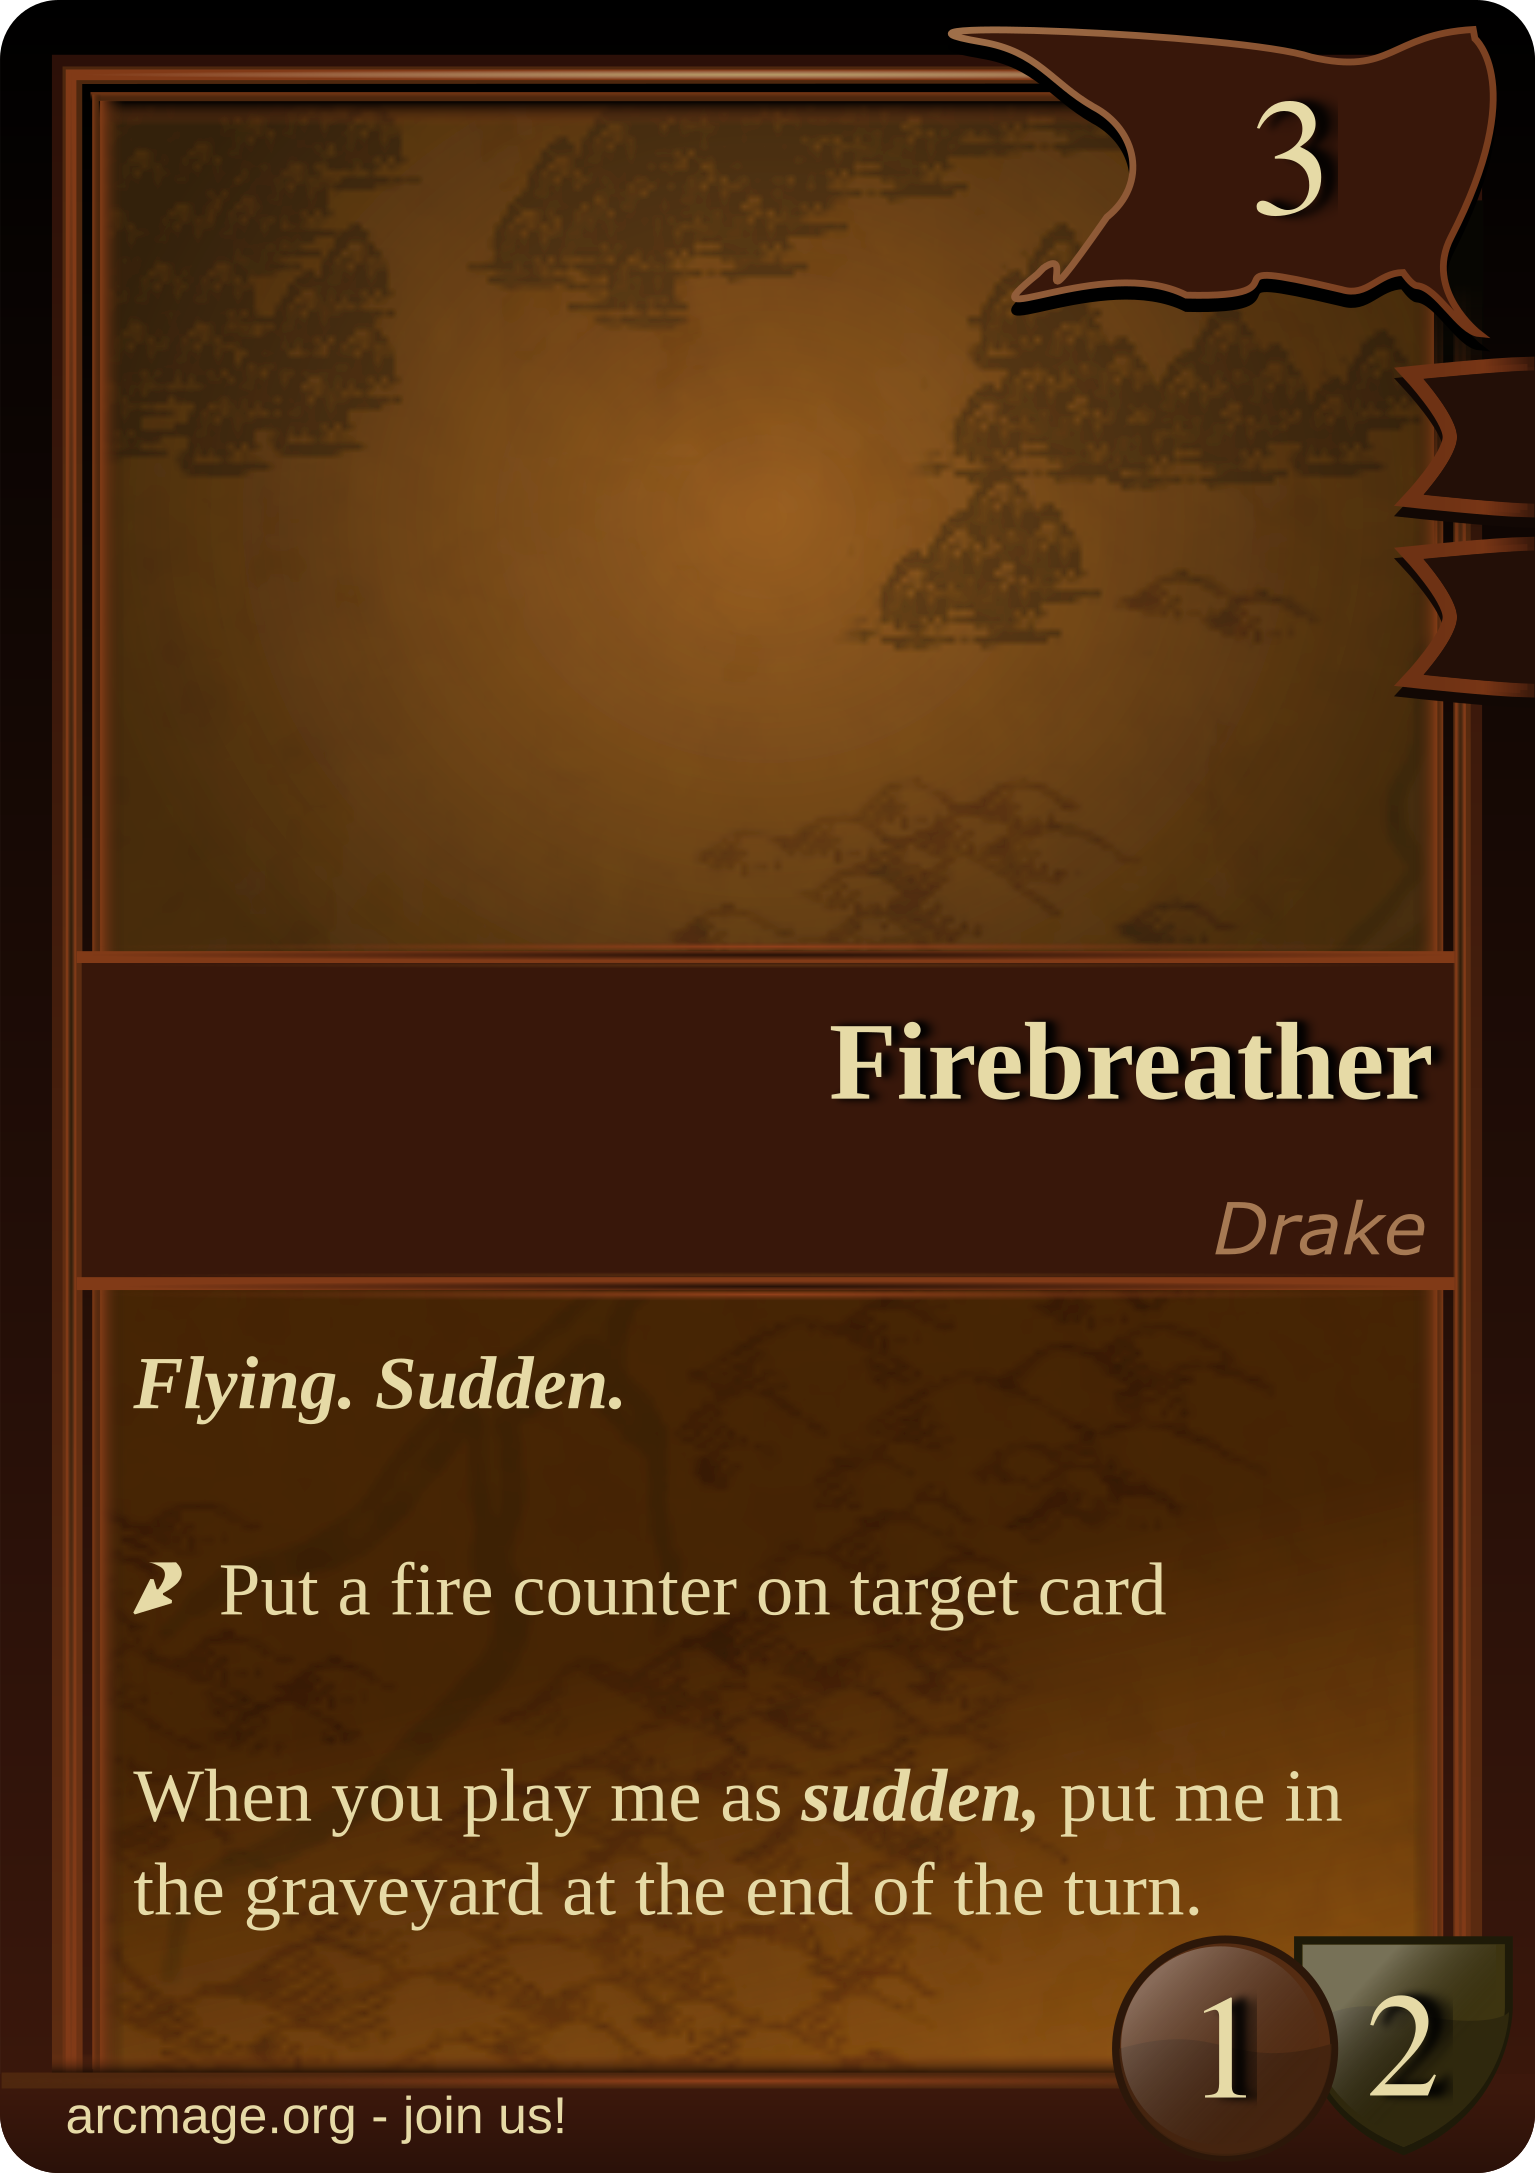 3
Firebreather
Drake
Flying. Sudden.
Put a fire counter on target card
When you play me as sudden, put me in
the graveyard at the end of the turn.
1 2
arcmage.org - join us!